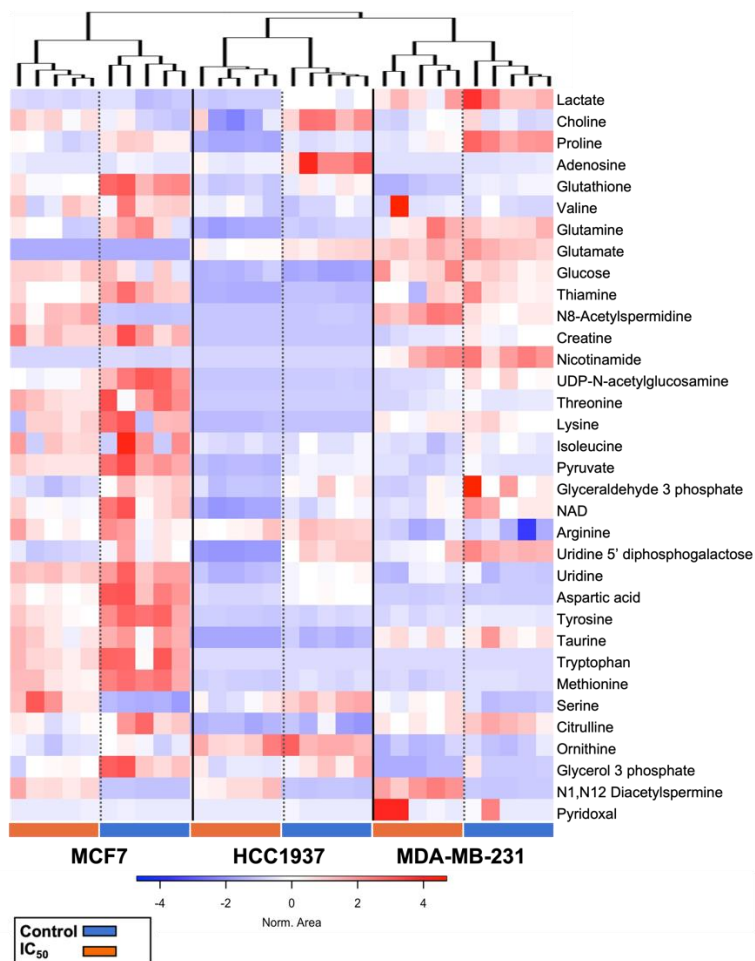 Lactate
Choline
Proline
Adenosine
Glutathione
Valine
Glutamine
Glutamate
Glucose
Thiamine
N8-Acetylspermidine
Creatine
Nicotinamide
UDP-N-acetylglucosamine
Threonine
Lysine
Isoleucine
Pyruvate
Glyceraldehyde 3 phosphate
NAD
Arginine
Uridine 5' diphosphogalactose
Uridine
Aspartic acid
Tyrosine
Taurine
Tryptophan
Methionine
Serine
Citrulline
Ornithine
Glycerol 3 phosphate
N1,N12 Diacetylspermine
Pyridoxal
MCF7 HCC1937 MDA-MB-231
-4 -2 0 2 4
Norm. Area
Control
IC50